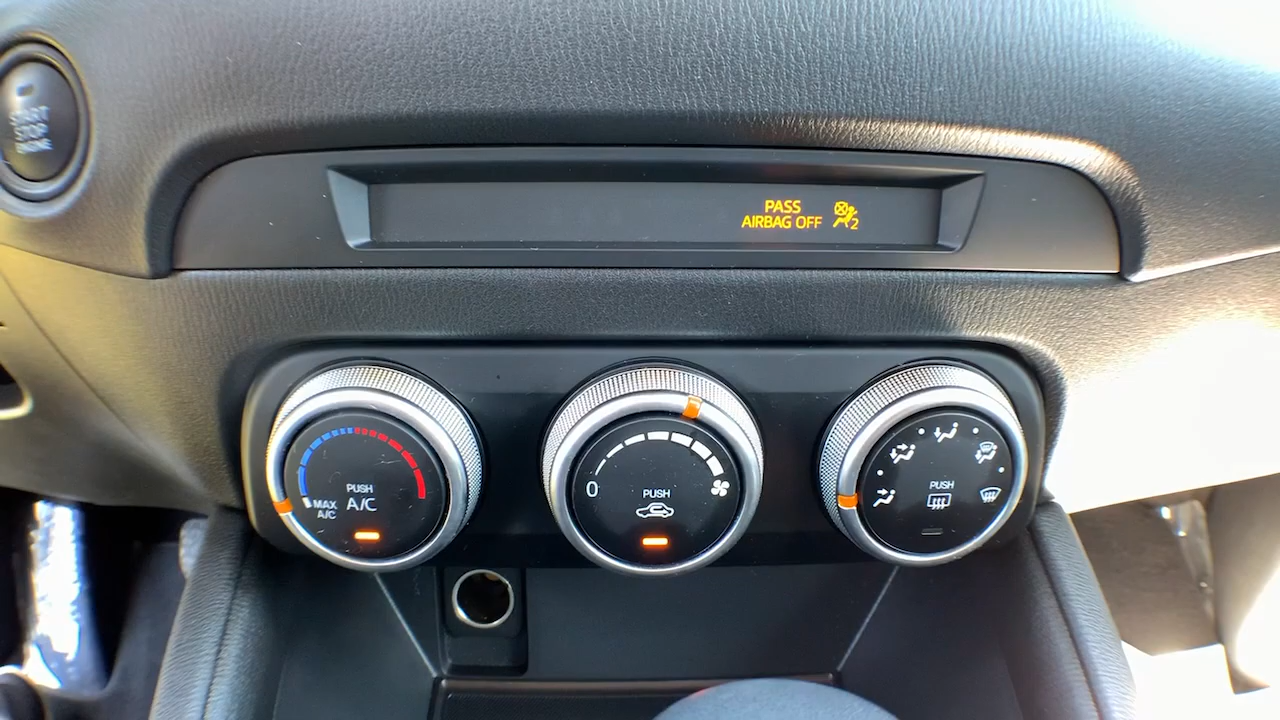 START
STOP
ENGINE
PASS
AIRBAG OFF 2
PUSH
A/C
MAX
A/C
0
PUSH
PUSH